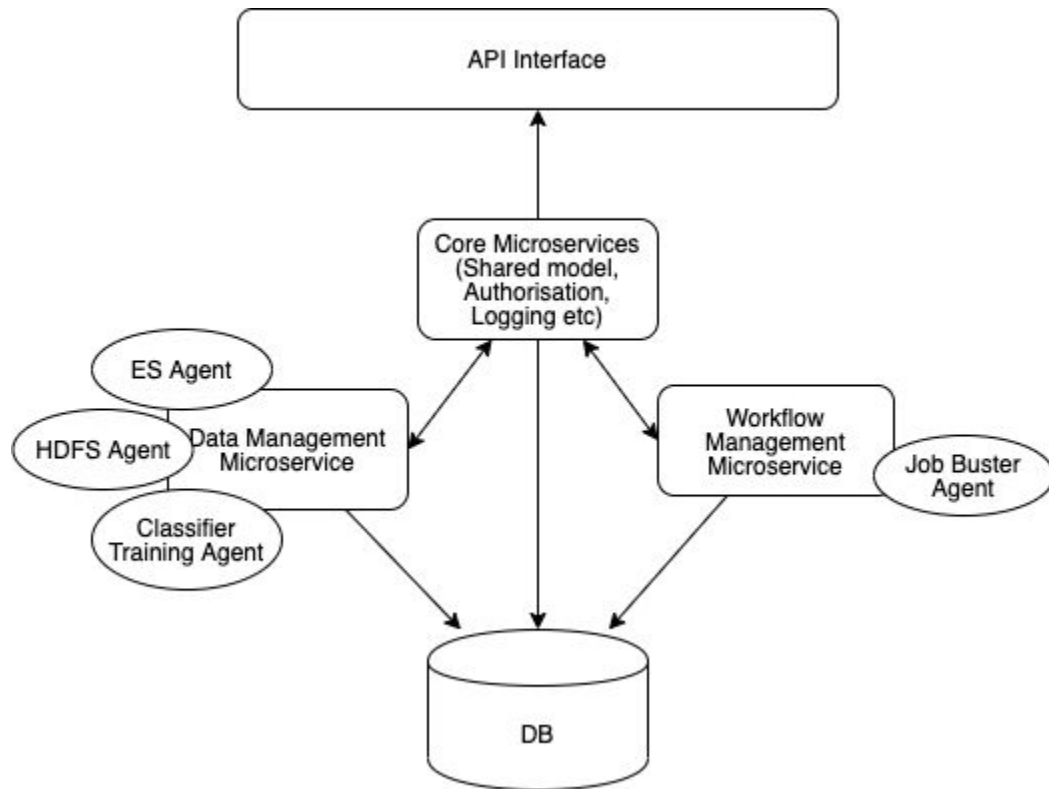 API Interface
Core Microservices
(Shared model,
Authorisation,
Logging etc)
ES Agent
HDFS Agent
Data Management
Microservice
Classifier
Training Agent
Workflow
Management
Microservice
Job Buster
Agent
DB